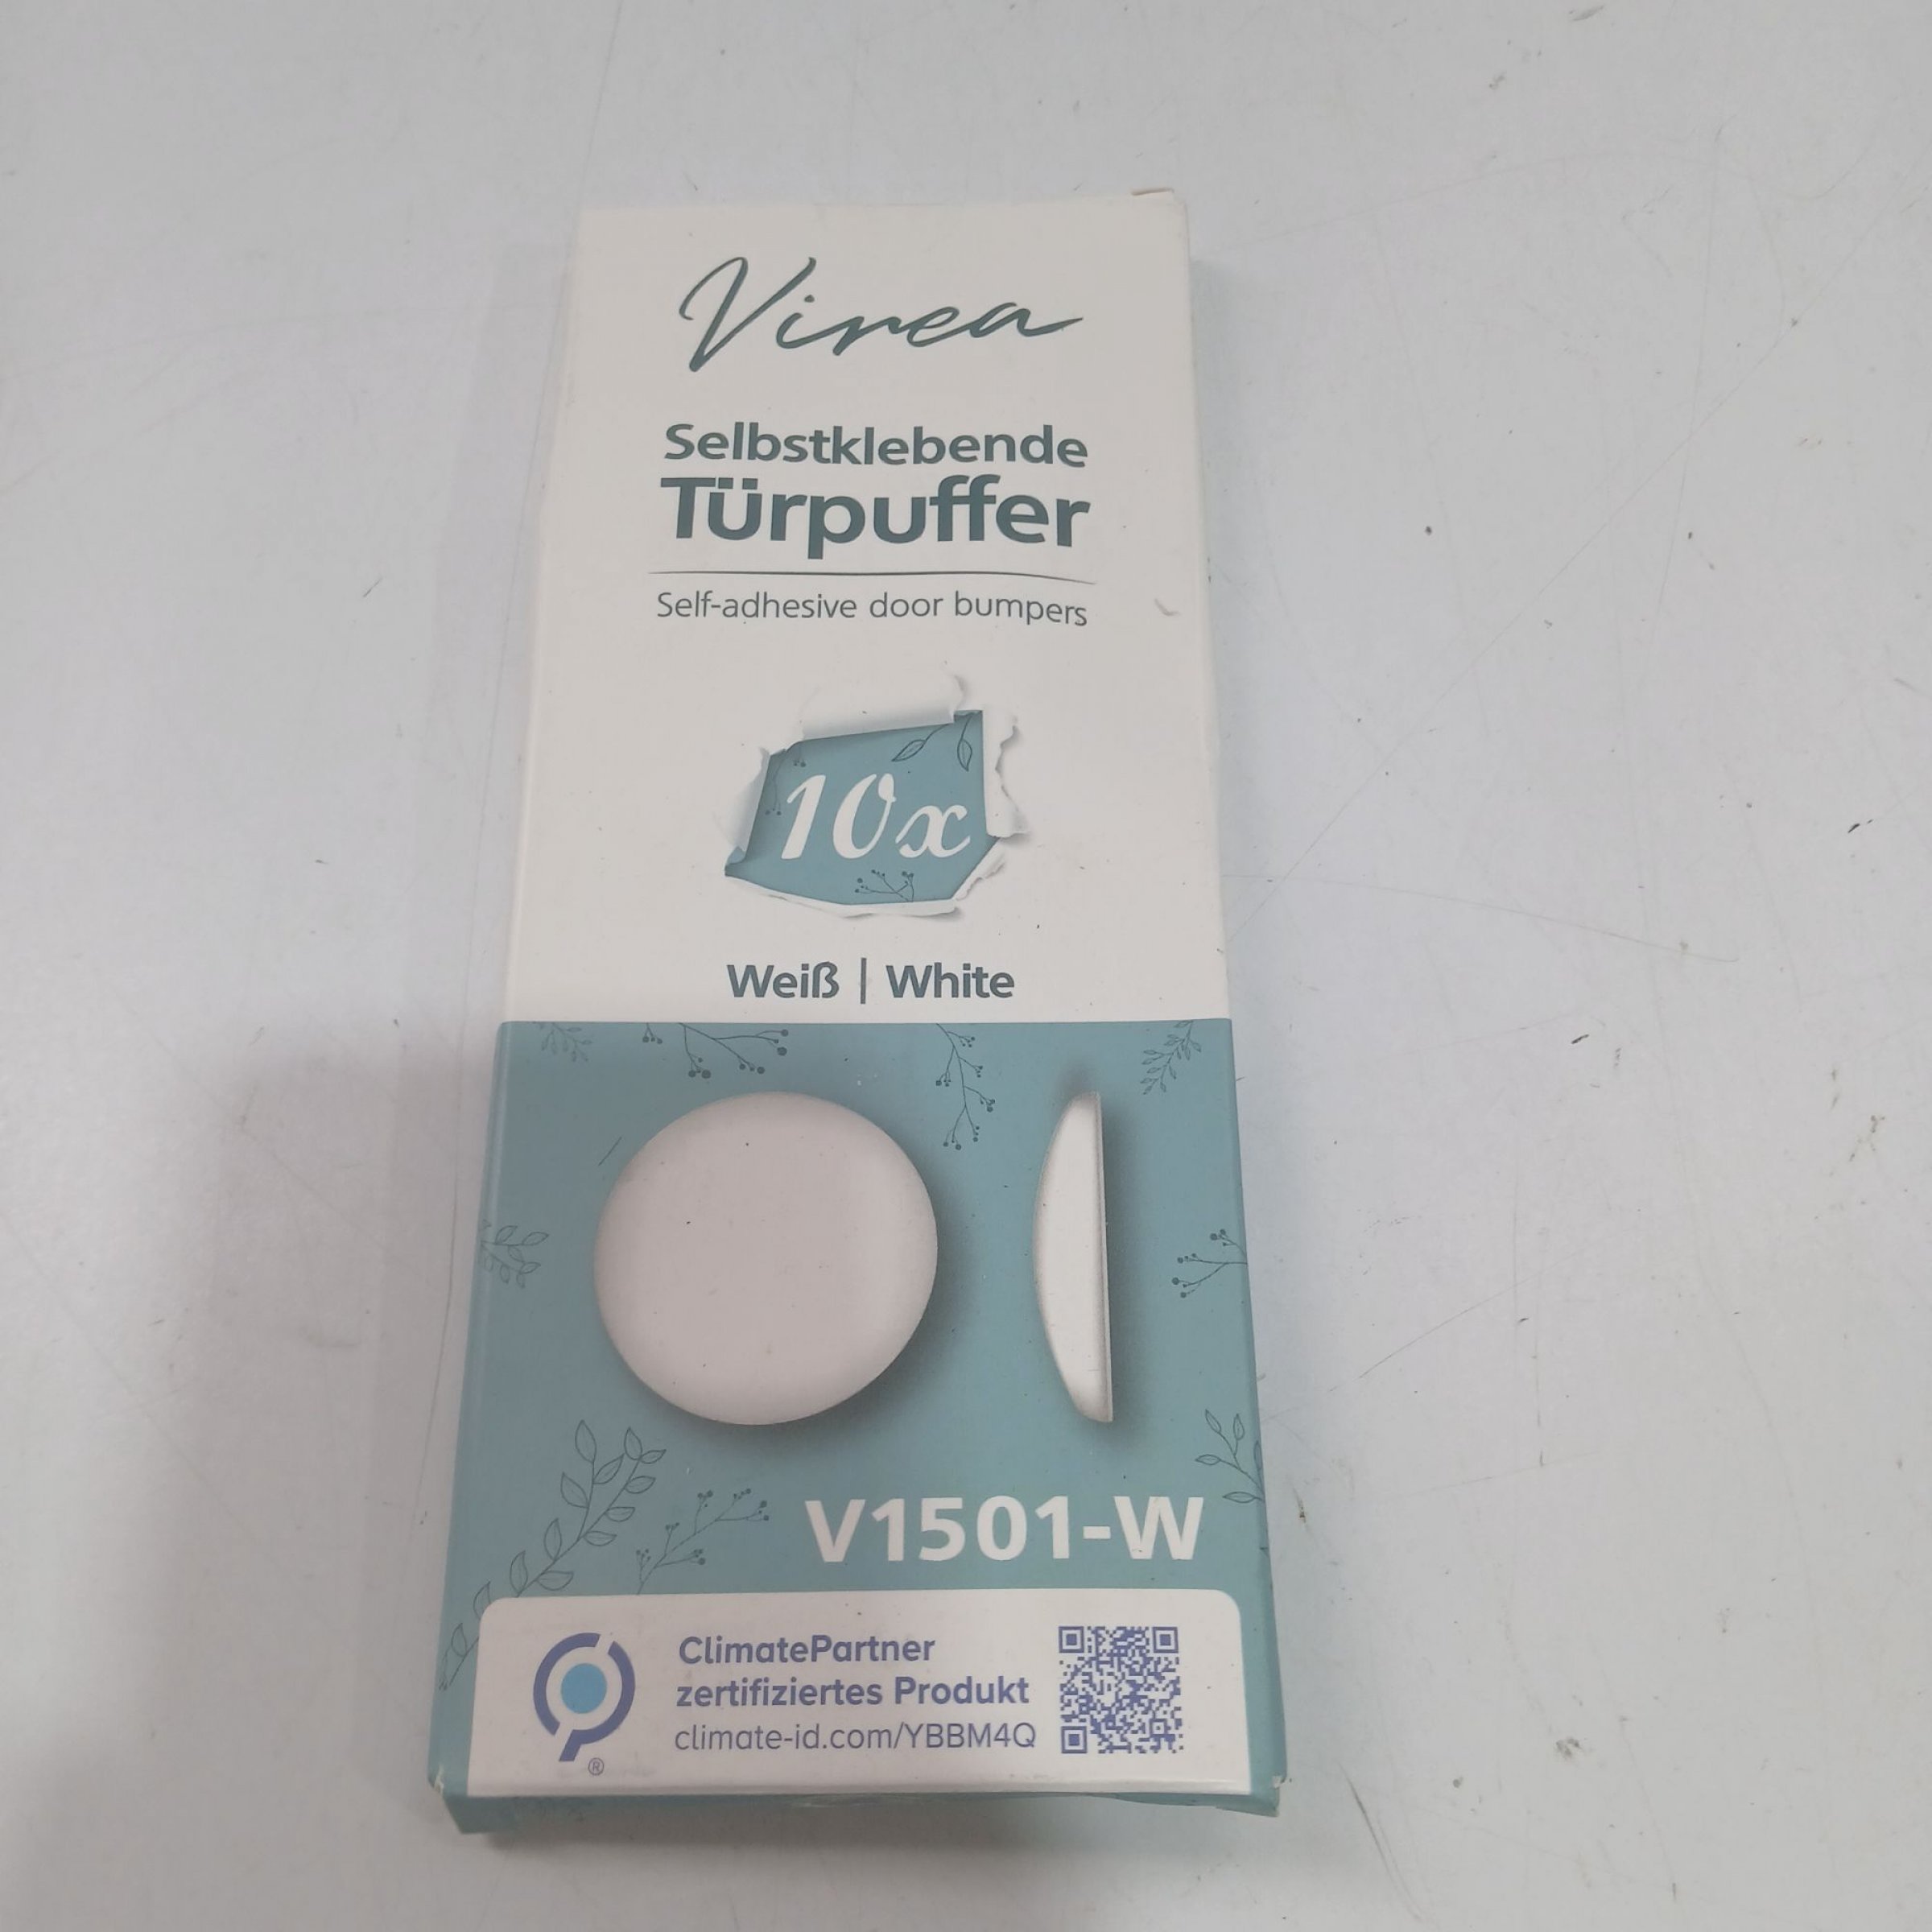 Virea
Selbstklebende
Türpuffer
Self-adhesive door bumpers
10x
Weiß | White
V1501-W
ClimatePartner
zertifiziertes Produkt
climate-id.com/YBBM4Q
®